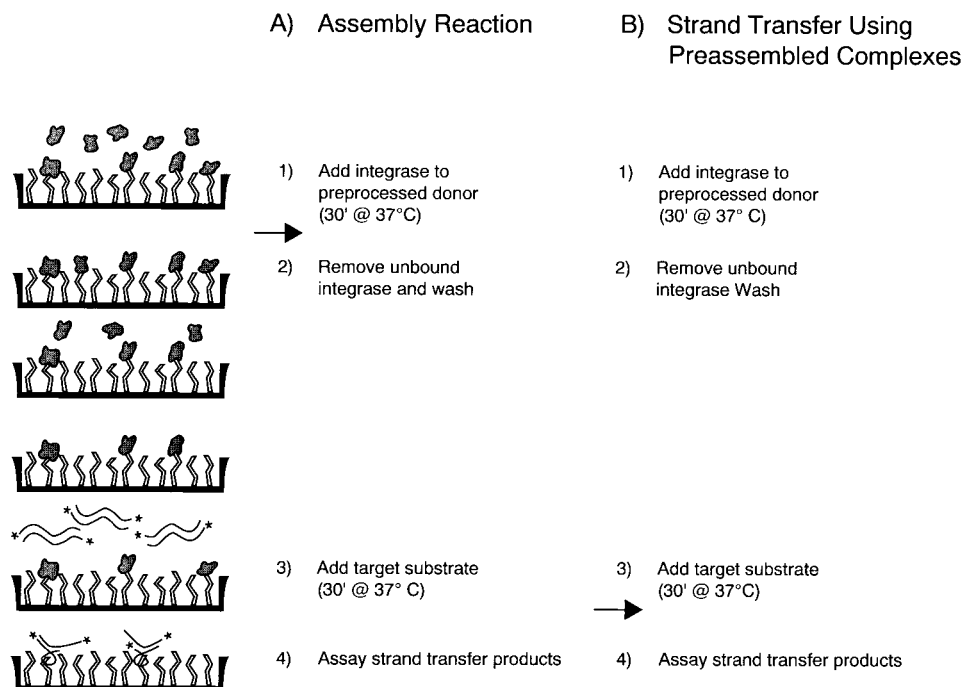 A) Assembly Reaction
1) Add integrase to
preprocessed donor
(30' @ 37°C)
2) Remove unbound
integrase and wash
3) Add target substrate
(30' @ 37° C)
4) Assay strand transfer products
B) Strand Transfer Using
Preassembled Complexes
1) Add integrase to
preprocessed donor
(30' @ 37° C)
2) Remove unbound
integrase Wash
3) Add target substrate
(30' @ 37° C)
4) Assay strand transfer products